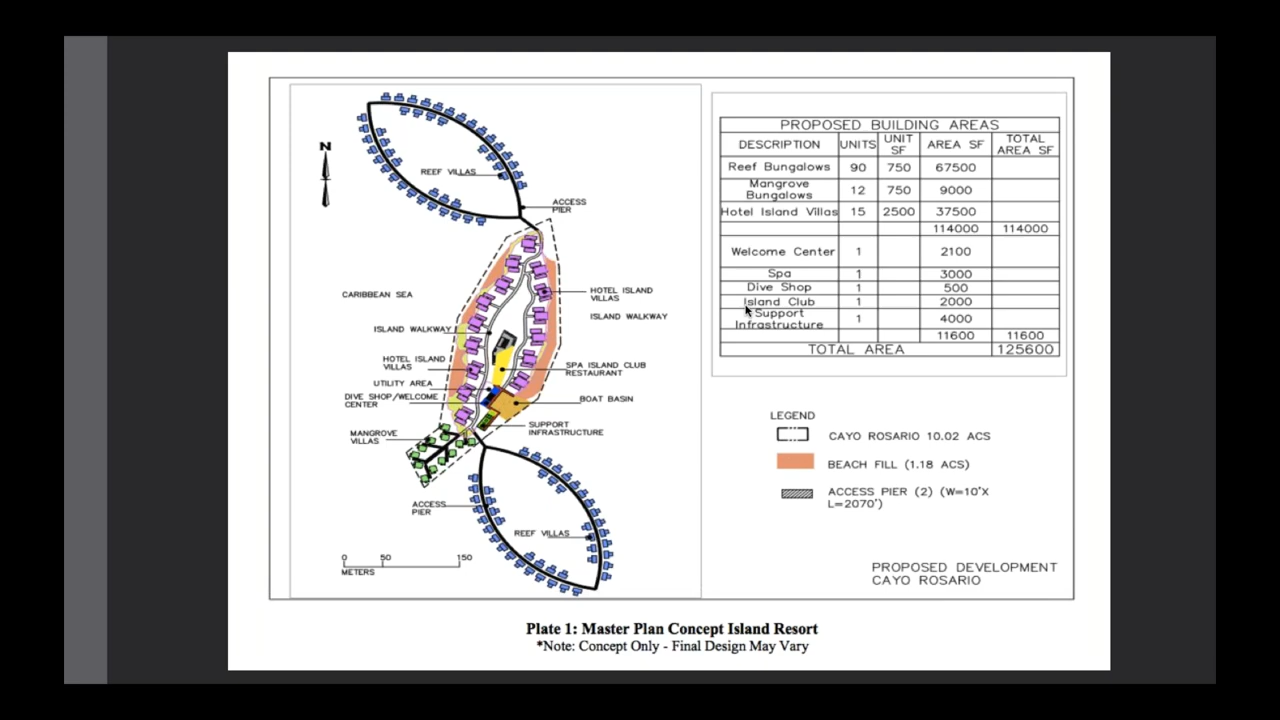 N
REEF VILLAS
ACCESS
PIER
CARIBBEAN SEA
HOTEL ISLAND
VILLAS
ISLAND WALKWAY
ISLAND WALKWAY
HOTEL ISLAND
VILLAS
SPA ISLAND CLUB
RESTAURANT
UTILITY AREA
DIVE SHOP/WELCOME
CENTER
BOAT BASIN
SUPPORT
INFRASTRUCTURE
MANGROVE
VILLAS
ACCESS
PIER
REEF VILLAS
0 50 150
METERS
PROPOSED BUILDING AREAS
DESCRIPTION UNITS UNIT SF AREA SF TOTAL AREA SF
Reef Bungalows 90 750 67500
Mangrove Bungalows 12 750 9000
Hotel Island Villas 15 2500 37500
114000 114000
Welcome Center 1 2100
Spa 1 3000
Dive Shop 1 500
Island Club 1 2000
Support Infrastructure 1 4000
11600 11600
TOTAL AREA 125600
LEGEND
CAYO ROSARIO 10.02 ACS
BEACH FILL (1.18 ACS)
ACCESS PIER (2) (W=10'X
L=2070')
PROPOSED DEVELOPMENT
CAYO ROSARIO
Plate 1: Master Plan Concept Island Resort
*Note: Concept Only - Final Design May Vary